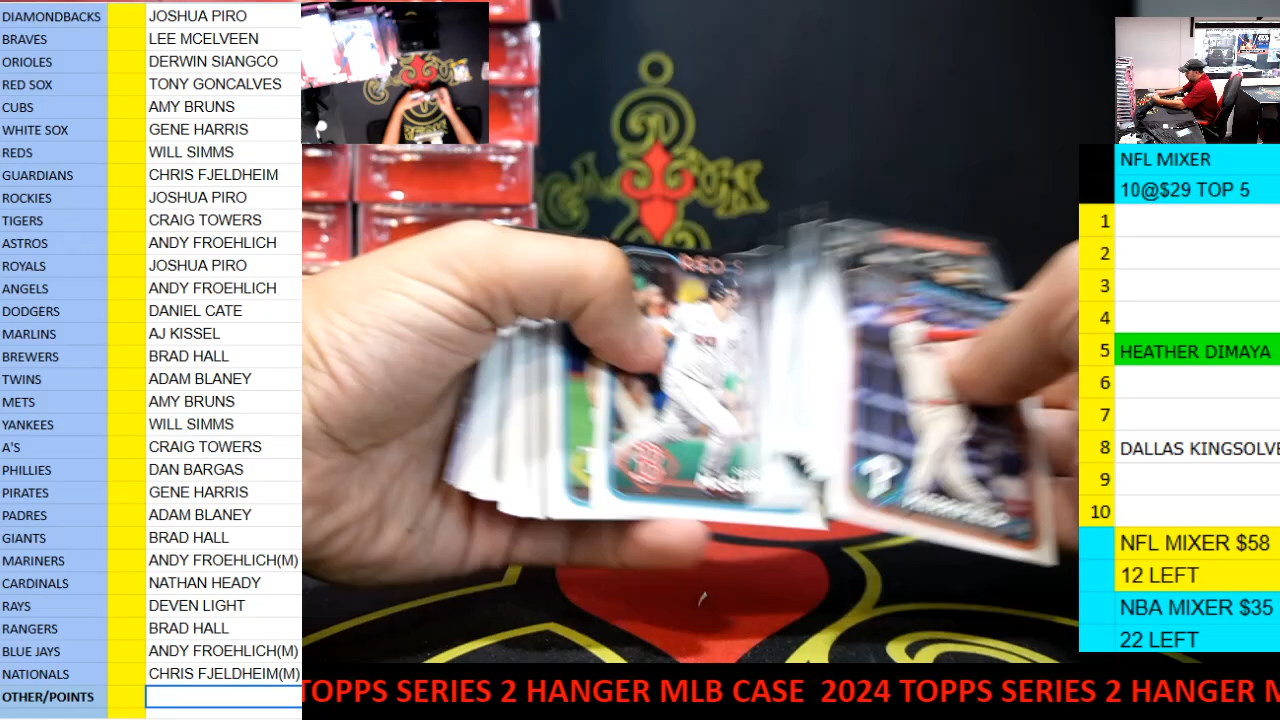 DIAMONDBACKS JOSHUA PIRO
BRAVES LEE MCELVEEN
ORIOLES DERWIN SIANGCO
RED SOX TONY GONCALVES
CUBS AMY BRUNS
WHITE SOX GENE HARRIS
REDS WILL SIMMS
GUARDIANS CHRIS FJELDHEIM
ROCKIES JOSHUA PIRO
TIGERS CRAIG TOWERS
ASTROS ANDY FROEHLICH
ROYALS JOSHUA PIRO
ANGELS ANDY FROEHLICH
DODGERS DANIEL CATE
MARLINS AJ KISSEL
BREWERS BRAD HALL
TWINS ADAM BLANEY
METS AMY BRUNS
YANKEES WILL SIMMS
A'S CRAIG TOWERS
PHILLIES DAN BARGAS
PIRATES GENE HARRIS
PADRES ADAM BLANEY
GIANTS BRAD HALL
MARINERS ANDY FROEHLICH(M)
CARDINALS NATHAN HEADY
RAYS DEVEN LIGHT
RANGERS BRAD HALL
BLUE JAYS ANDY FROEHLICH(M)
NATIONALS CHRIS FJELDHEIM(M)
OTHER/POINTS
NFL MIXER
10@$29 TOP 5
1
2
3
4
5 HEATHER DIMAYA
6
7
8 DALLAS KINGSOLVE
9
10
NFL MIXER $58
12 LEFT
NBA MIXER $35
22 LEFT
TOPPS SERIES 2 HANGER MLB CASE 2024 TOPPS SERIES 2 HANGER M